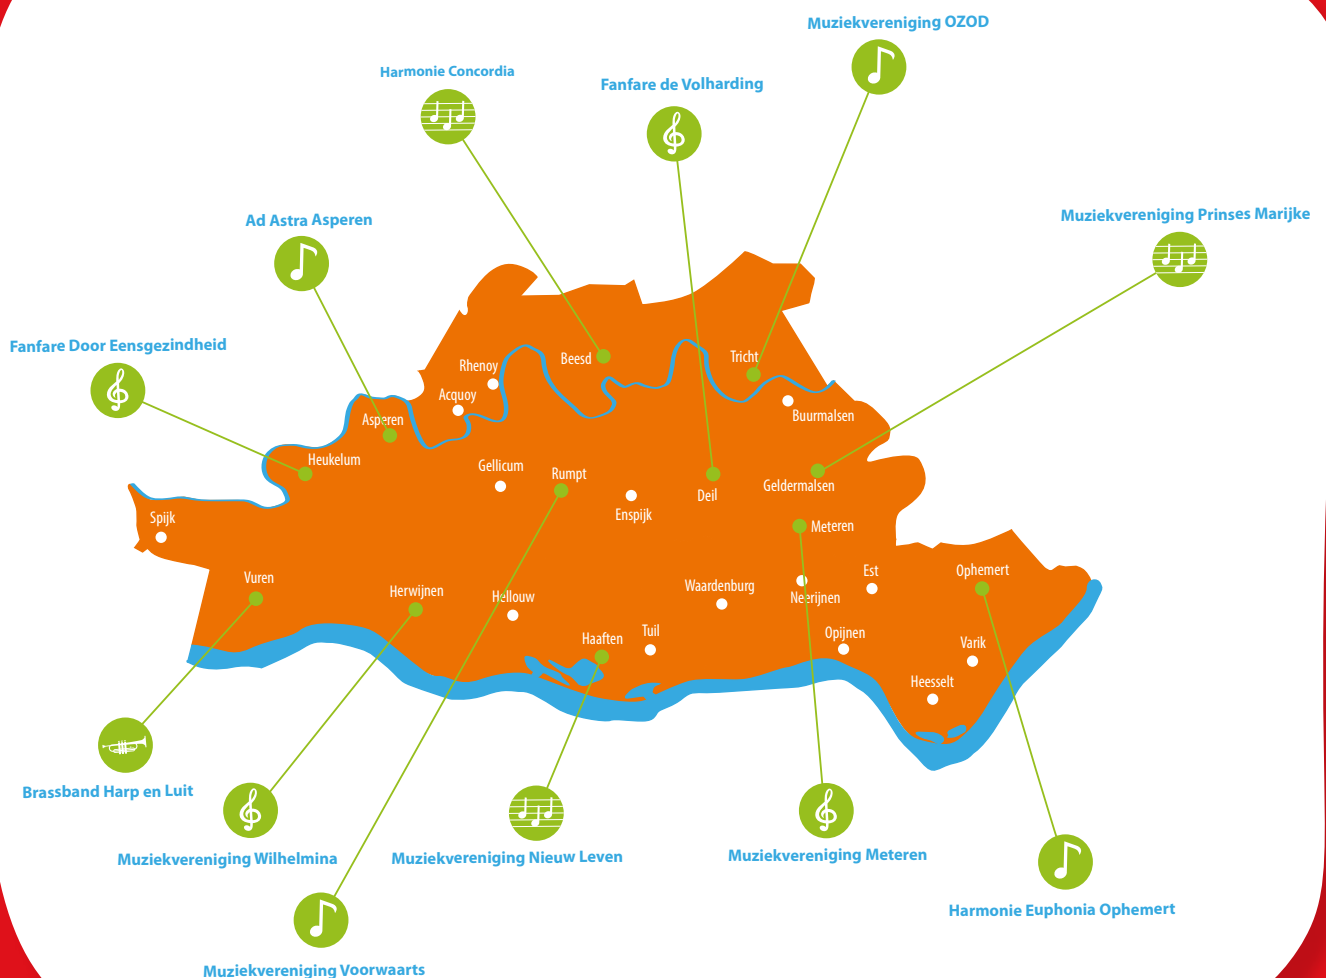 Muziekvereniging OZOD
Harmonie Concordia
Fanfare de Volharding
Ad Astra Asperen
Muziekvereniging Prinses Marijke
Fanfare Door Eensgezindheid
Rhenoy
Beesd
Tricht
Acquoy
Buurmalsen
Asperen
Heukelum
Gellicum
Rumpt
Geldermalsen
Deil
Enspijk
Spijk
Meteren
Vuren
Herwijnen
Hellouw
Waardenburg
Neerijnen
Est
Ophemert
Haaften
Tuil
Opijnen
Varik
Heesselt
Brassband Harp en Luit
Muziekvereniging Wilhelmina
Muziekvereniging Nieuw Leven
Muziekvereniging Meteren
Harmonie Euphonia Ophemert
Muziekvereniging Voorwaarts